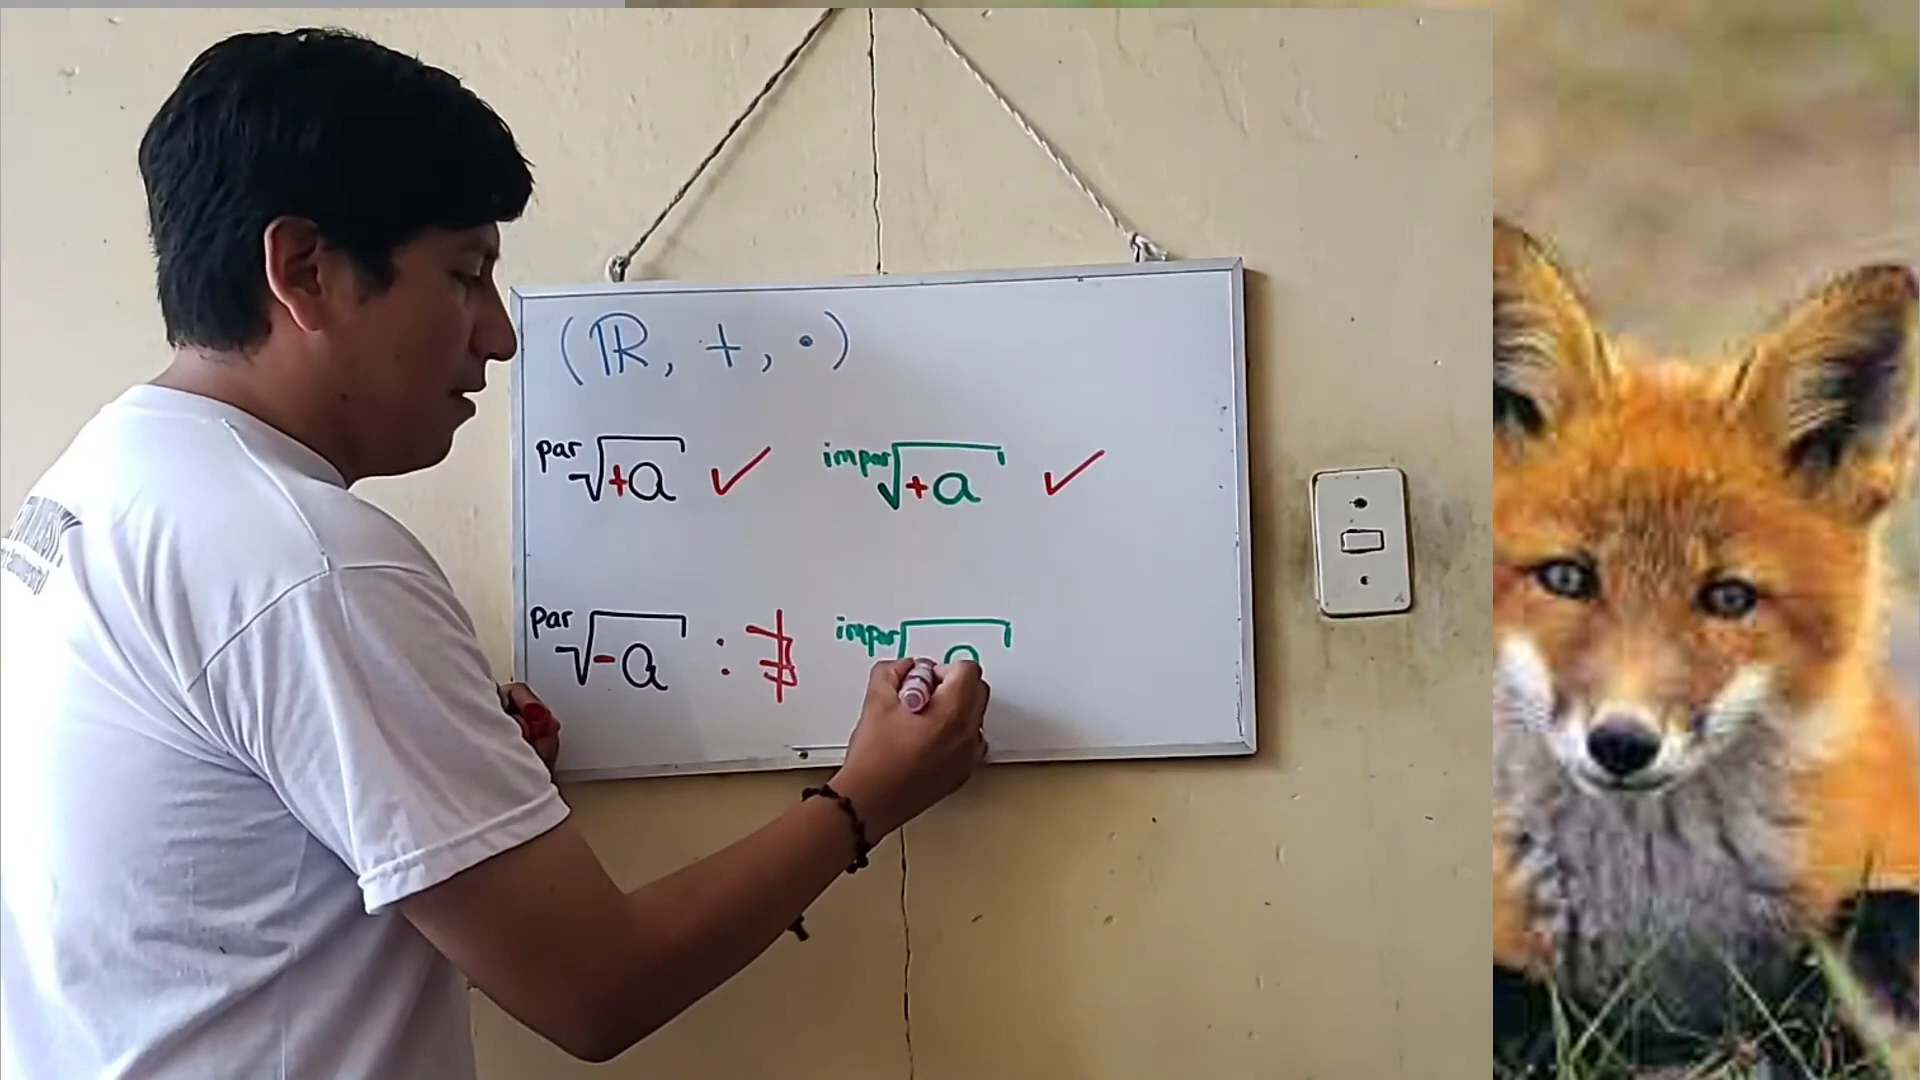 (ℝ, +, •)
par√+a ✓ impar√+a ✓
par√-a : ∄ impar√ a